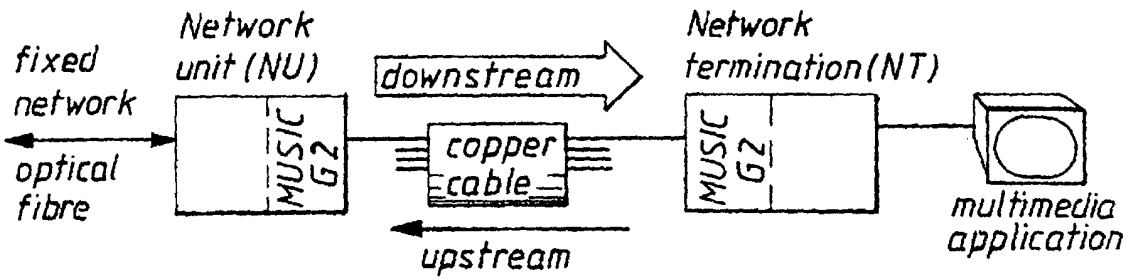 fixed
network
optical
fibre
Network
unit (NU)
MUSIC
G2
downstream
copper
cable
upstream
Network
termination (NT)
MUSIC
G2
multimedia
application